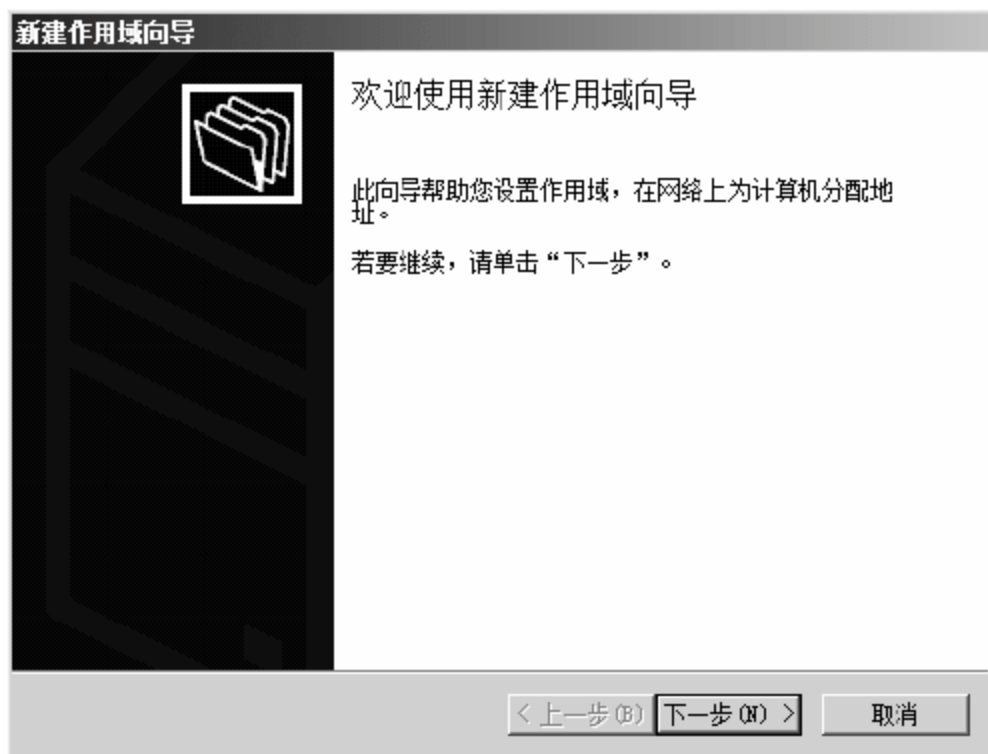 新建作用域向导
欢迎使用新建作用域向导
此向导帮助您设置作用域，在网络上为计算机分配地
址。
若要继续，请单击“下一步”。
< 上一步(B) 下一步(N) > 取消